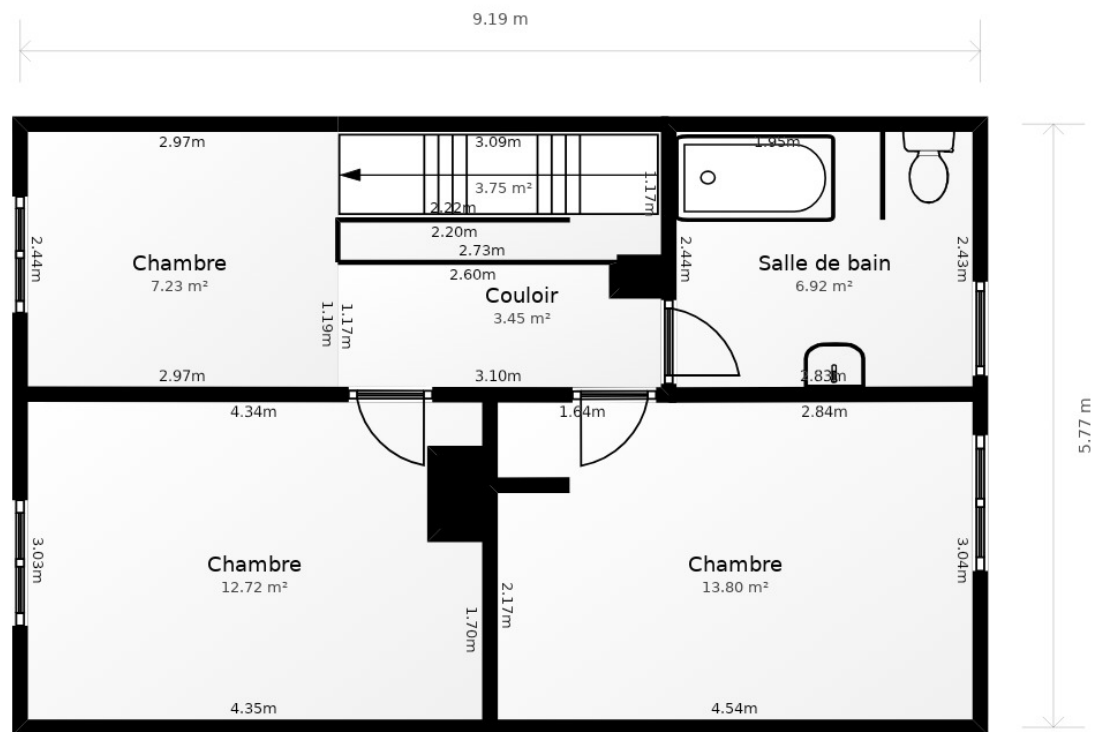 9.19 m
2.97m
3.09m
1.95m
3.75 m²
1.17m
2.22m
2.20m
2.73m
2.60m
2.44m
Chambre
7.23 m²
Couloir
3.45 m²
2.44m
Salle de bain
6.92 m²
2.43m
1.19m
1.17m
2.97m
3.10m
2.83m
4.34m
1.64m
2.84m
5.77 m
3.03m
Chambre
12.72 m²
1.70m
2.17m
Chambre
13.80 m²
3.04m
4.35m
4.54m